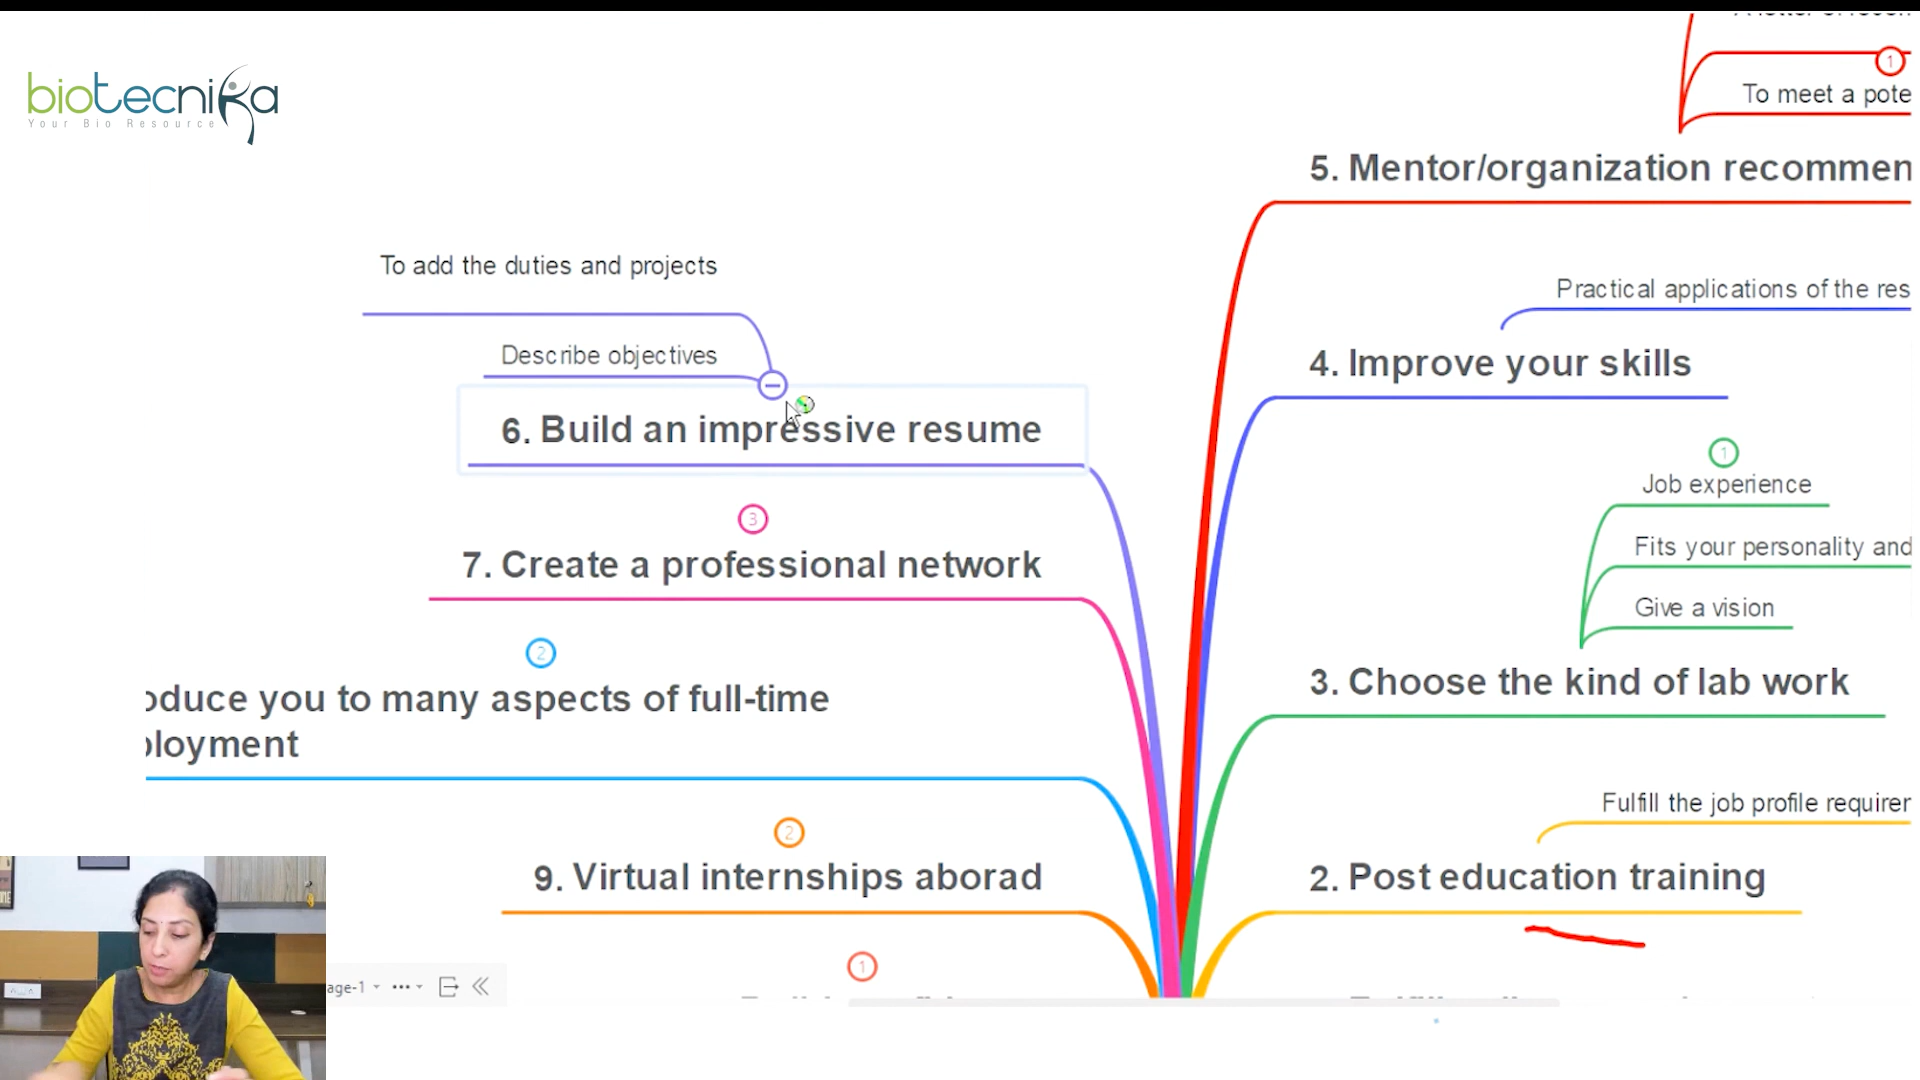 biotecnika
Your Bio Resource
1
To meet a pote
5. Mentor/organization recommen
To add the duties and projects
Practical applications of the res
Describe objectives
4. Improve your skills
6. Build an impressive resume
1
Job experience
3
Fits your personality and
7. Create a professional network
Give a vision
2
oduce you to many aspects of full-time
ployment
3. Choose the kind of lab work
Fulfill the job profile requirer
2
9. Virtual internships aborad
2. Post education training
1
age-1